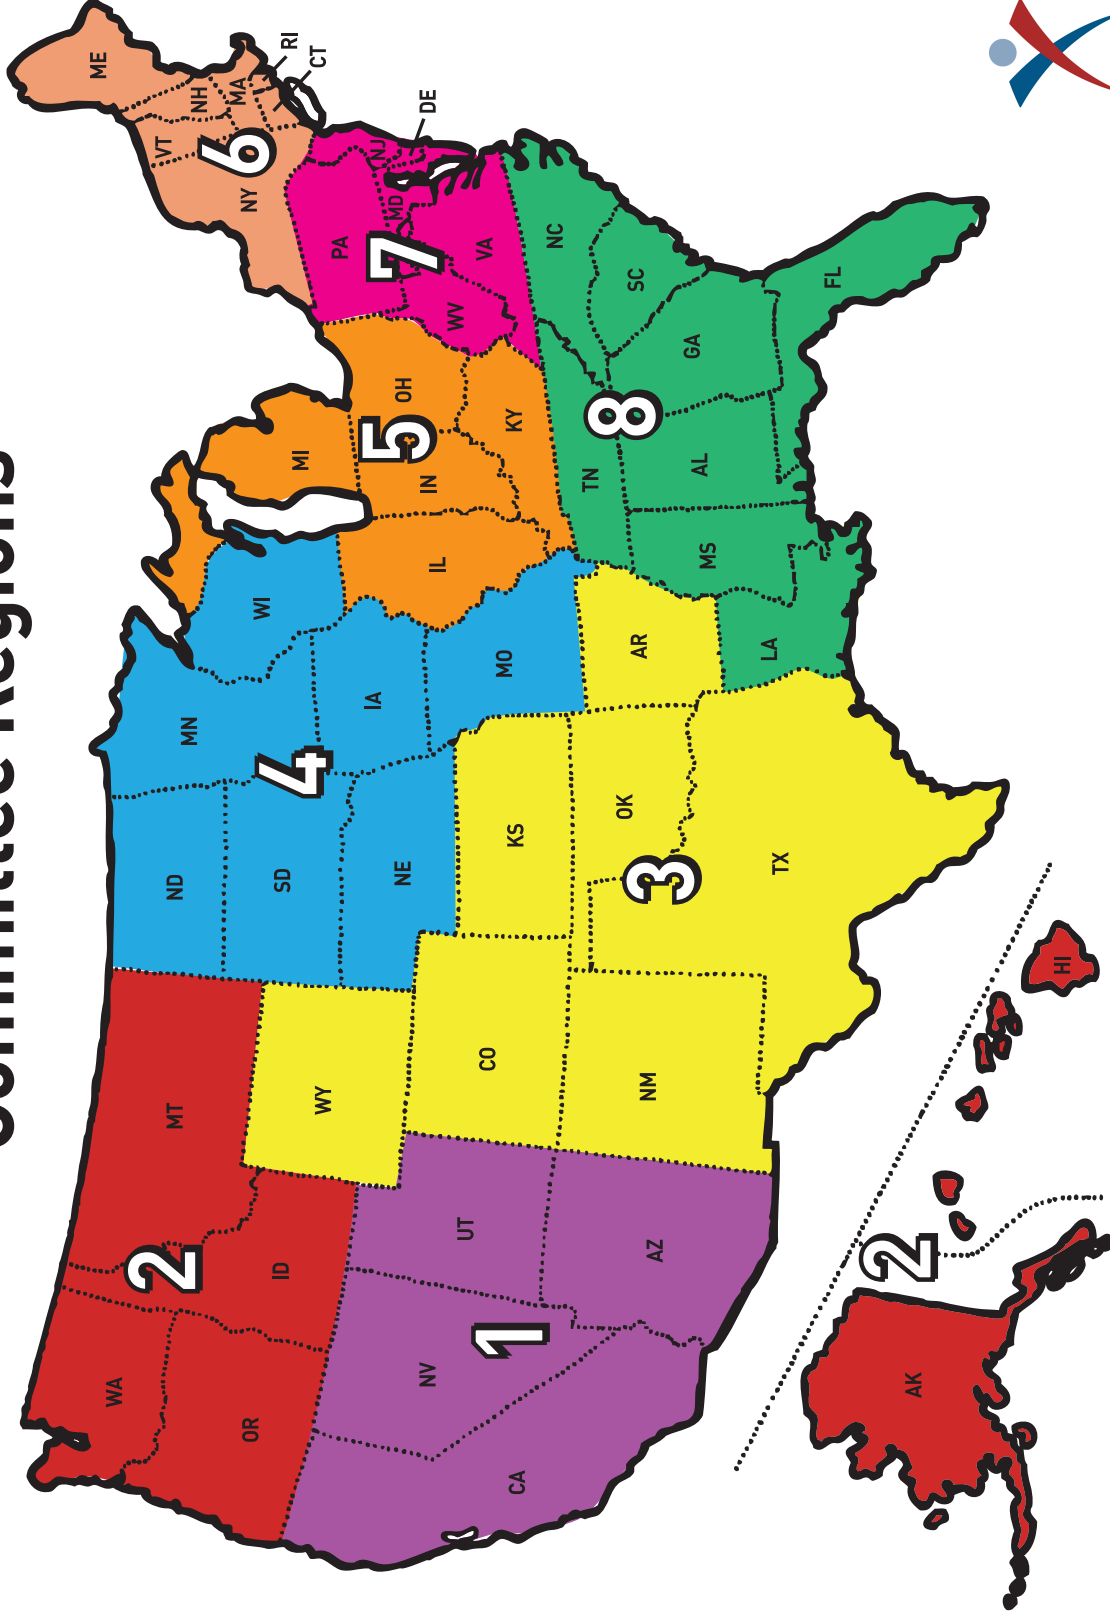 Committee Regions
WA
MT
ND
MN
ME
VT
NH
MA
RI
CT
NY
6
2
OR
ID
WY
SD
4
WI
MI
NE
IA
IL
IN
5
OH
PA
NJ
DE
7
MD
WV
VA
NV
UT
CO
KS
MO
KY
1
CA
AZ
NM
OK
3
TX
AR
TN
8
NC
SC
MS
AL
GA
LA
FL
2
AK
HI